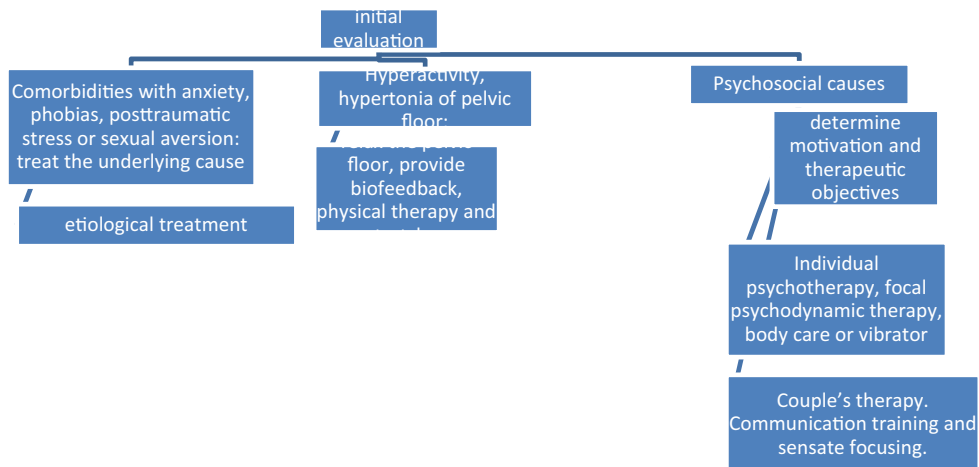 initial
evaluation
Comorbidities with anxiety,
phobias, posttraumatic
stress or sexual aversion:
treat the underlying cause
etiological treatment
Hyperactivity,
hypertonia of pelvic
floor:
the
floor, provide
biofeedback,
physical therapy and
Psychosocial causes
determine
motivation and
therapeutic
objectives
Individual
psychotherapy, focal
psychodynamic therapy,
body care or vibrator
Couple's therapy.
Communication training and
sensate focusing.